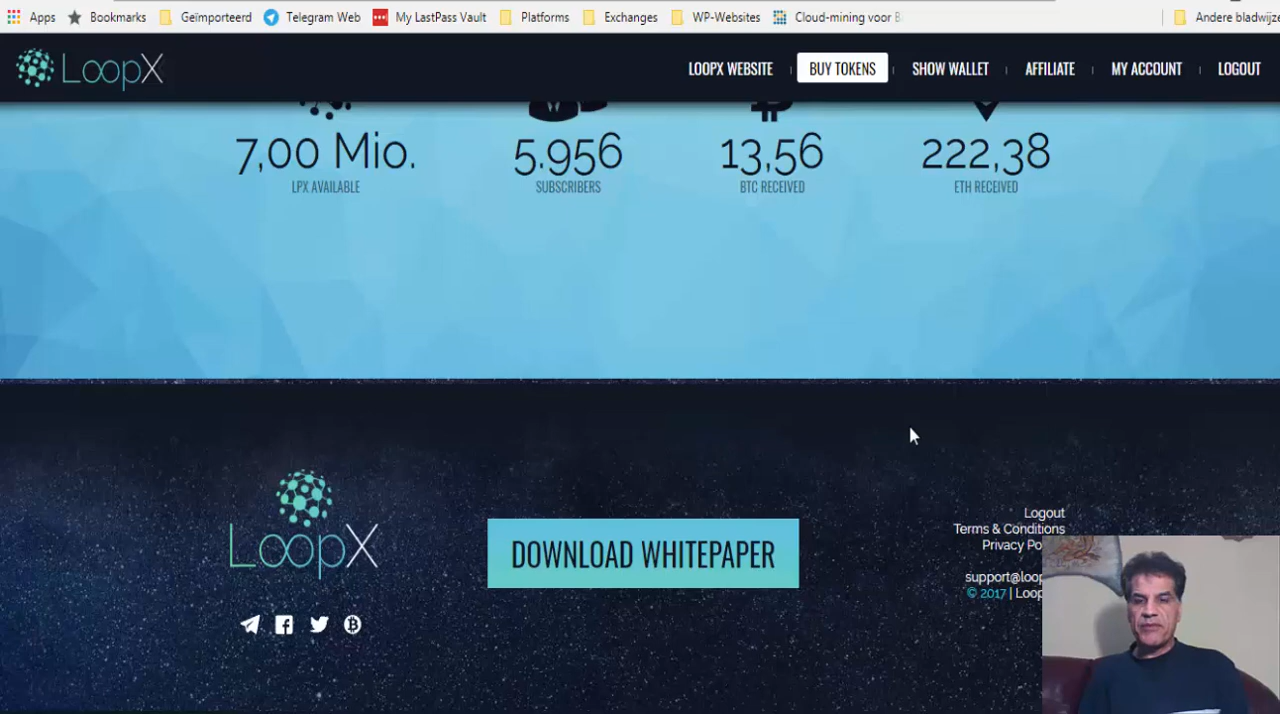 Apps Bookmarks Geïmporteerd Telegram Web My LastPass Vault Platforms Exchanges WP-Websites Cloud-mining voor B Andere bladwijze
LoopX LOOPX WEBSITE BUY TOKENS SHOW WALLET AFFILIATE MY ACCOUNT LOGOUT
7,00 Mio. 5.956 13,56 222,38
LPX AVAILABLE SUBSCRIBERS BTC RECEIVED ETH RECEIVED
LoopX
DOWNLOAD WHITEPAPER
Logout
Terms & Conditions
Privacy Po
support@loop
© 2017 | Loop